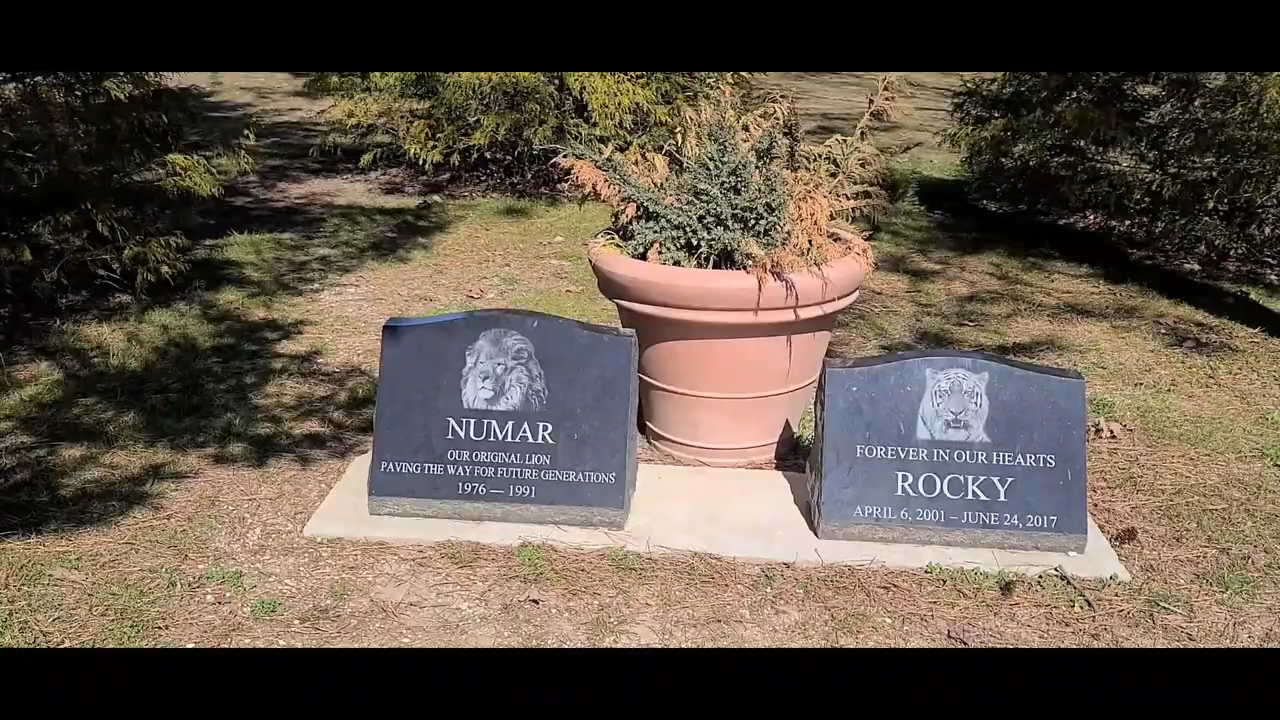 NUMAR
OUR ORIGINAL LION
PAVING THE WAY FOR FUTURE GENERATIONS
1976 — 1991
FOREVER IN OUR HEARTS
ROCKY
APRIL 6, 2001 – JUNE 24, 2017